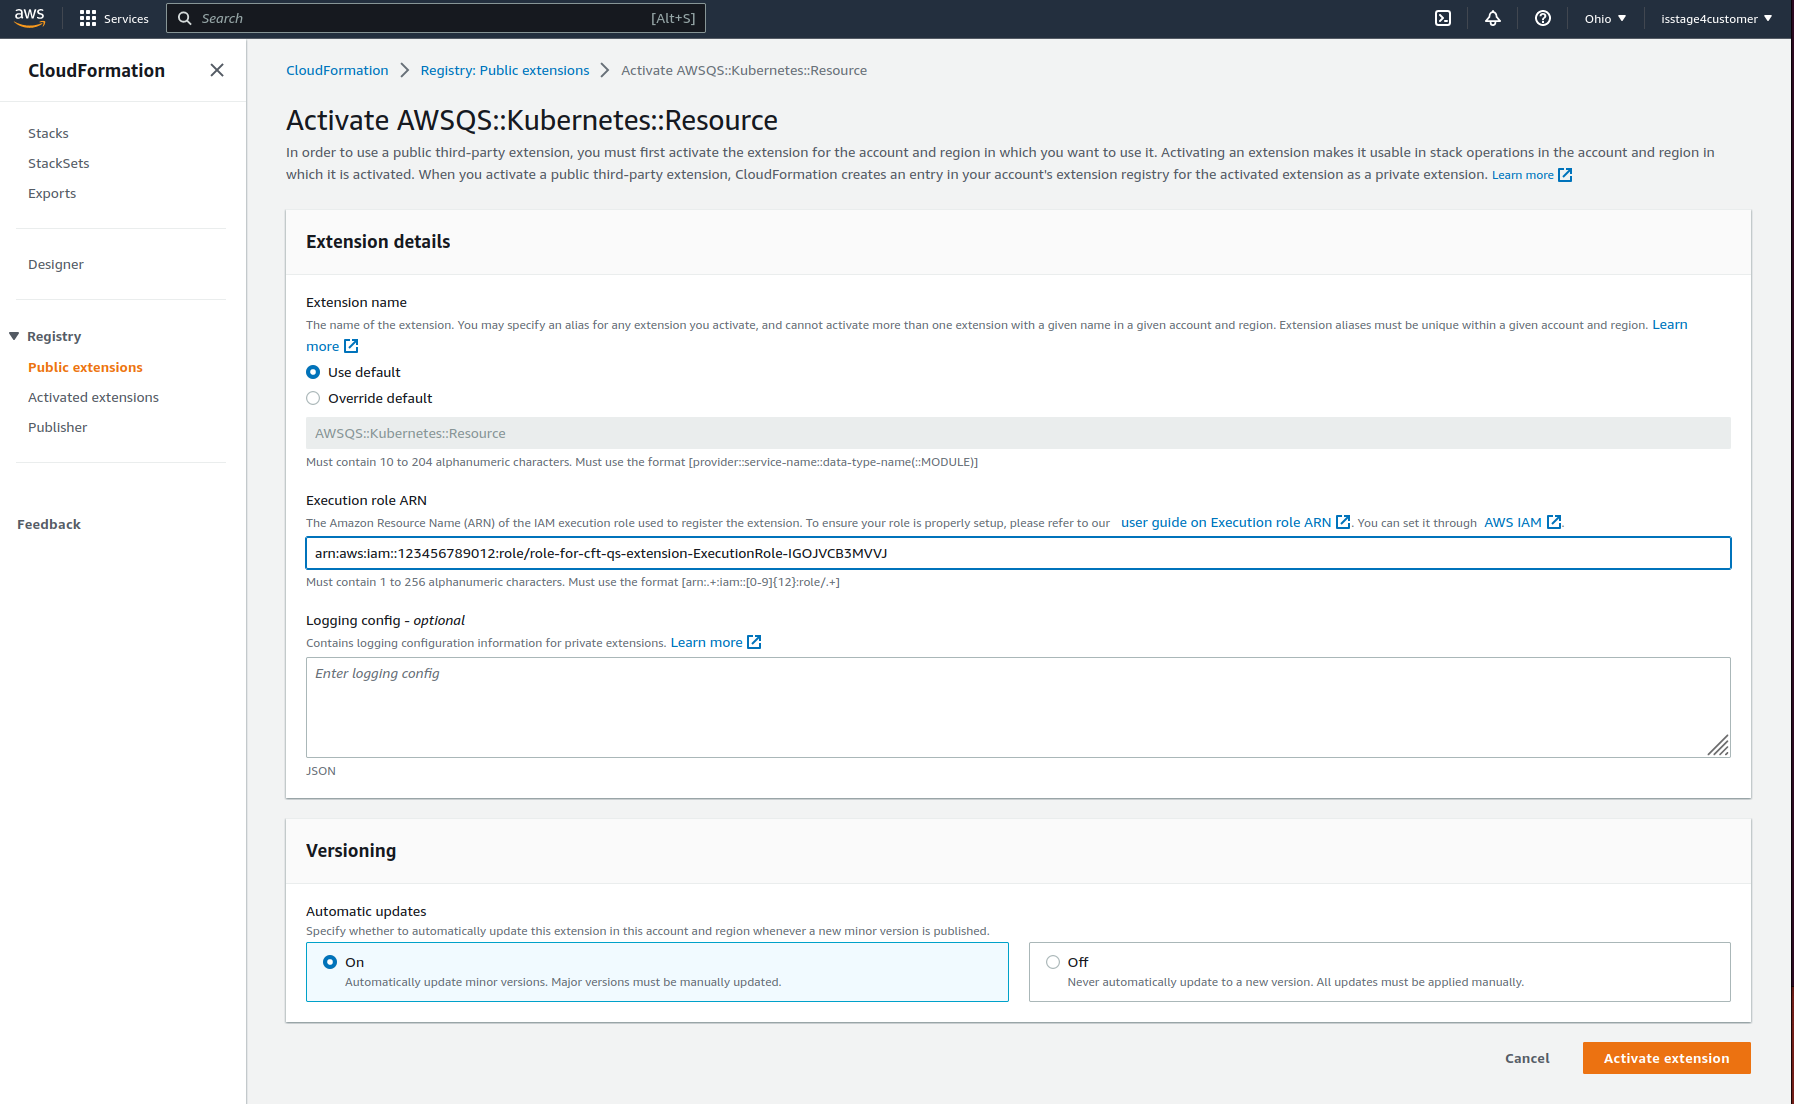 aws Services Search [Alt+S] Ohio isstage4customer
CloudFormation
Stacks
StackSets
Exports
Designer
Registry
Public extensions
Activated extensions
Publisher
Feedback
CloudFormation Registry: Public extensions Activate AWSQS::Kubernetes::Resource
Activate AWSQS::Kubernetes::Resource
In order to use a public third-party extension, you must first activate the extension for the account and region in which you want to use it. Activating an extension makes it usable in stack operations in the account and region in
which it is activated. When you activate a public third-party extension, CloudFormation creates an entry in your account's extension registry for the activated extension as a private extension. Learn more
Extension details
Extension name
The name of the extension. You may specify an alias for any extension you activate, and cannot activate more than one extension with a given name in a given account and region. Extension aliases must be unique within a given account and region. Learn
more
Use default
Override default
AWSQS::Kubernetes::Resource
Must contain 10 to 204 alphanumeric characters. Must use the format [provider::service-name::data-type-name(::MODULE)]
Execution role ARN
The Amazon Resource Name (ARN) of the IAM execution role used to register the extension. To ensure your role is properly setup, please refer to our user guide on Execution role ARN . You can set it through AWS IAM .
arn:aws:iam::123456789012:role/role-for-cft-qs-extension-ExecutionRole-IGOJVCB3MVVJ
Must contain 1 to 256 alphanumeric characters. Must use the format [arn:.+:iam::[0-9]{12}:role/.+]
Logging config - optional
Contains logging configuration information for private extensions. Learn more
Enter logging config
JSON
Versioning
Automatic updates
Specify whether to automatically update this extension in this account and region whenever a new minor version is published.
On
Automatically update minor versions. Major versions must be manually updated.
Off
Never automatically update to a new version. All updates must be applied manually.
Cancel Activate extension